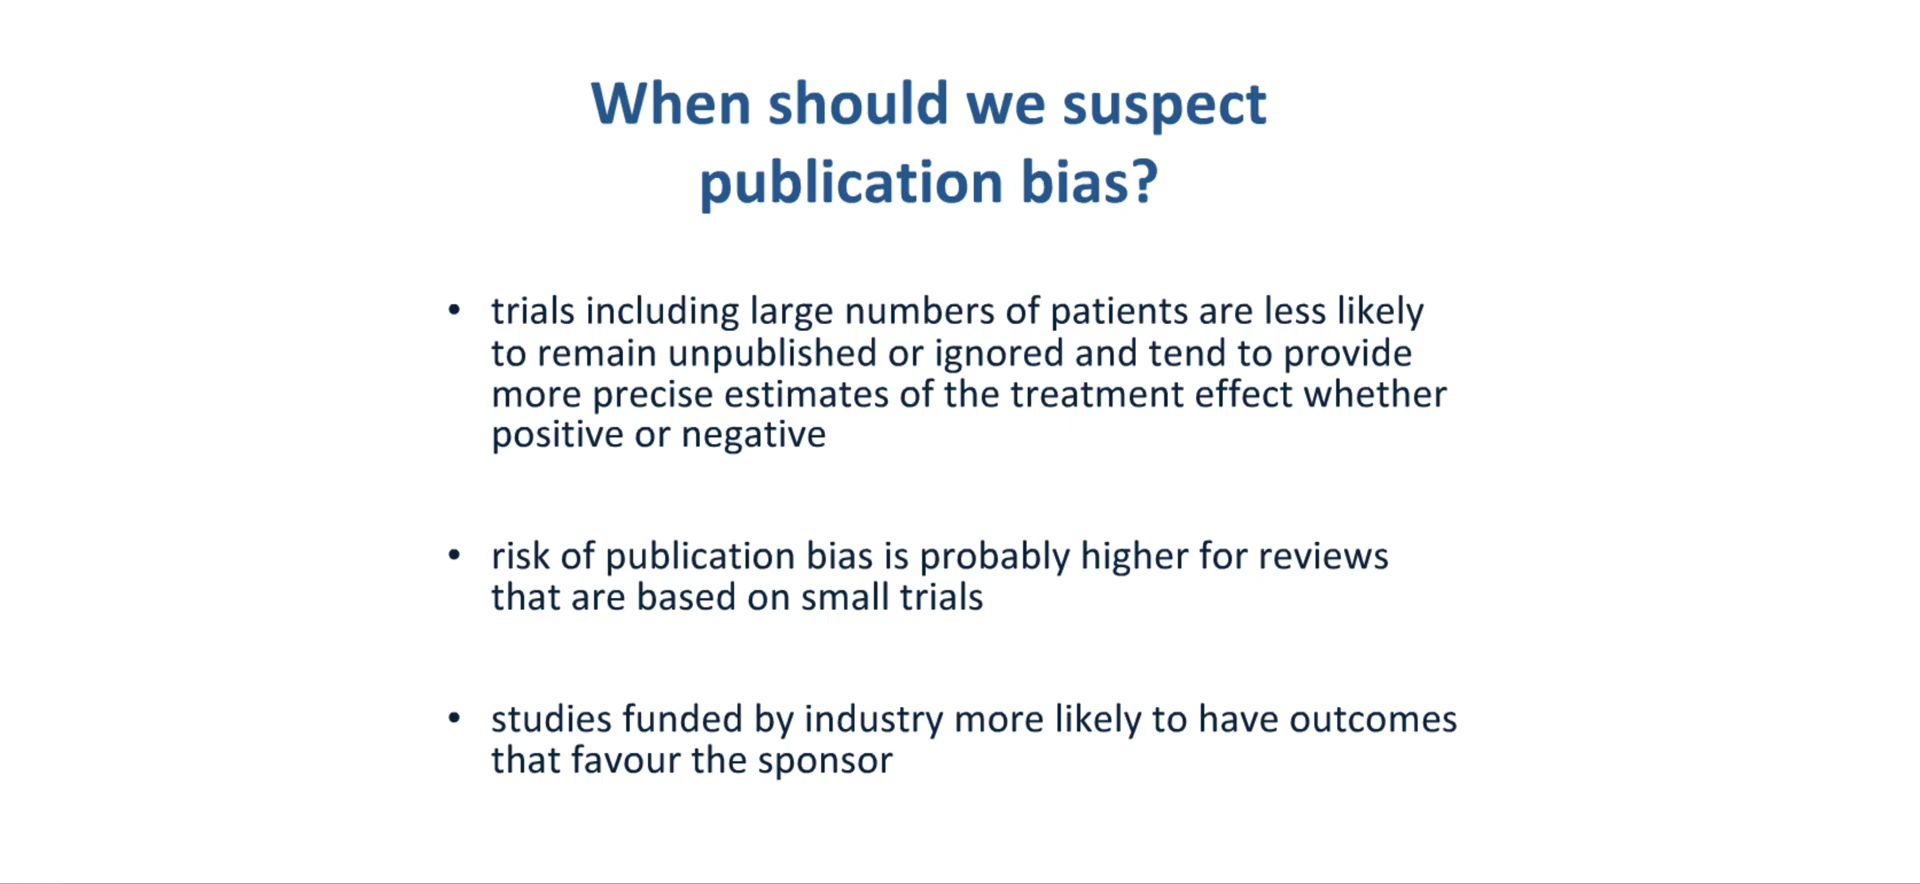 When should we suspect
publication bias?
• trials including large numbers of patients are less likely
to remain unpublished or ignored and tend to provide
more precise estimates of the treatment effect whether
positive or negative
• risk of publication bias is probably higher for reviews
that are based on small trials
• studies funded by industry more likely to have outcomes
that favour the sponsor